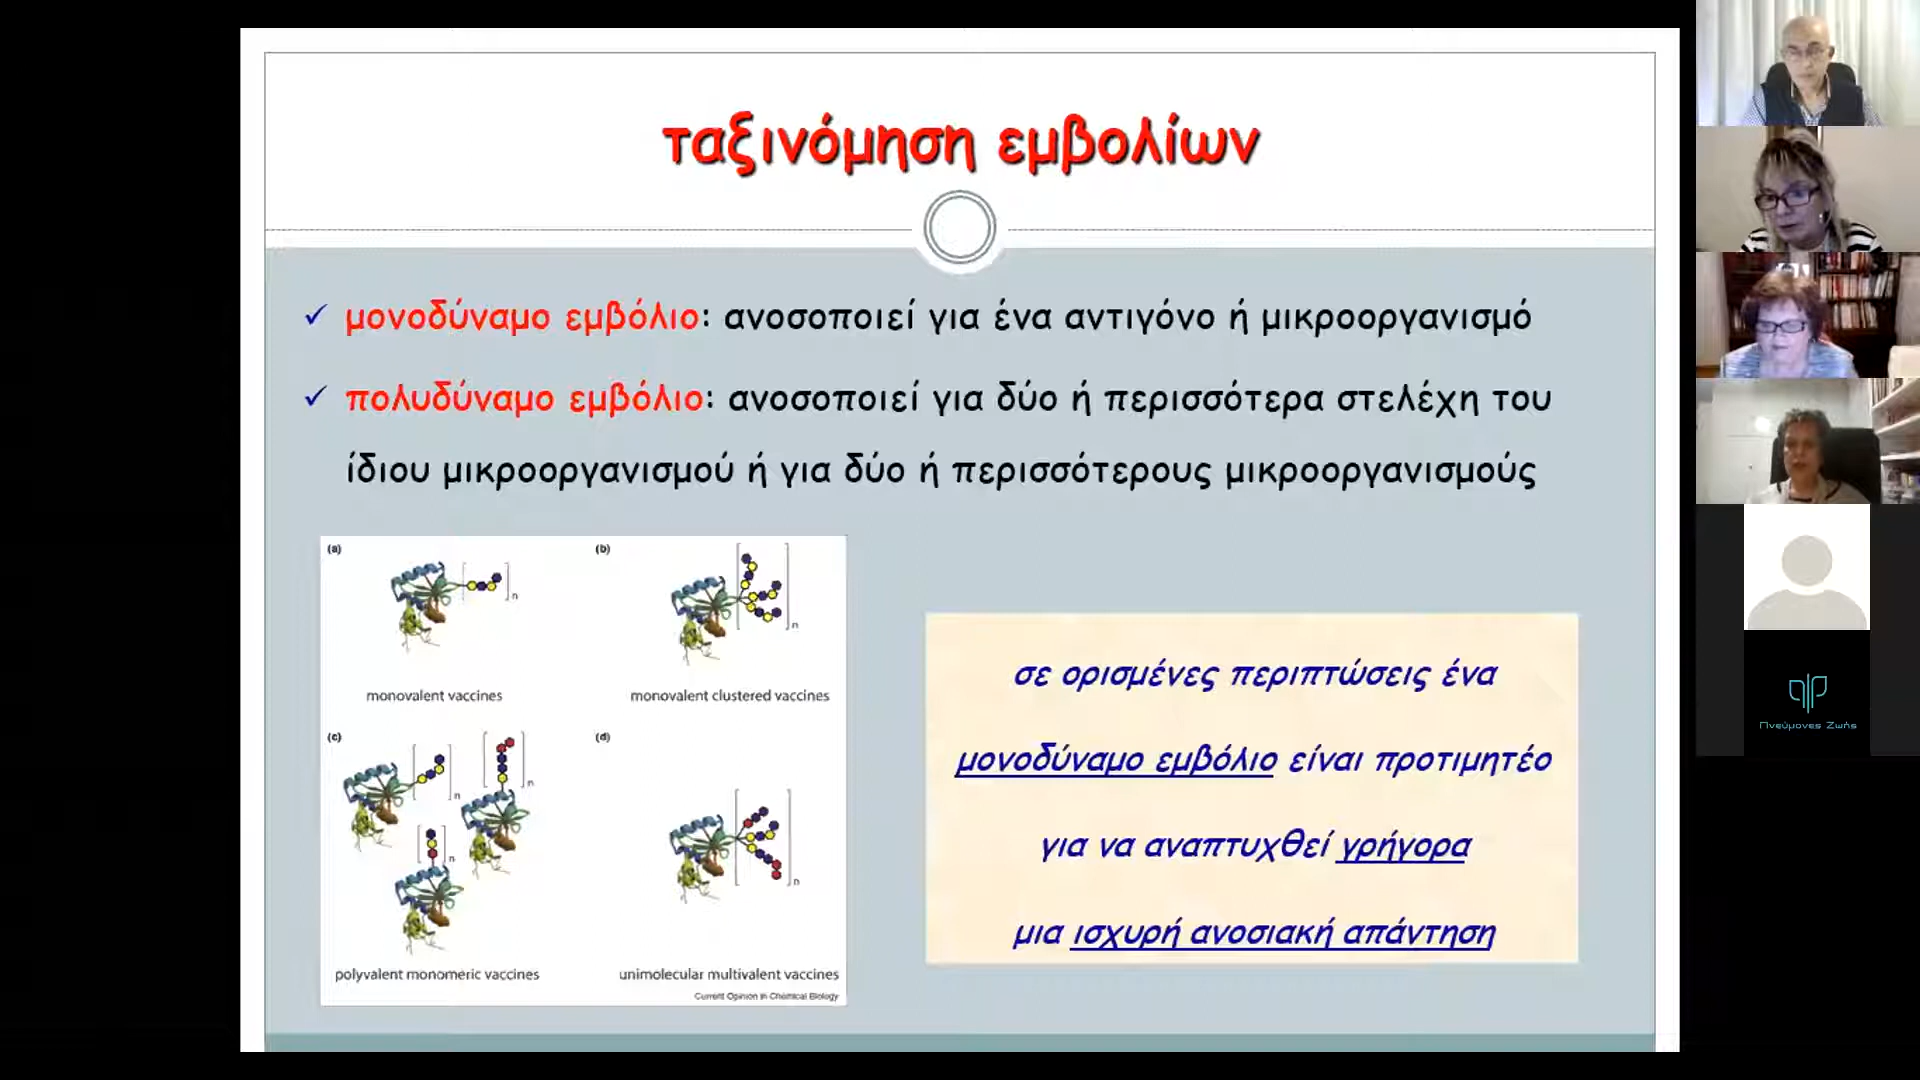 ταξινόμηση εμβολίων
✓ μονοδύναμο εμβόλιο: ανοσοποιεί για ένα αντιγόνο ή μικροοργανισμό
✓ πολυδύναμο εμβόλιο: ανοσοποιεί για δύο ή περισσότερα στελέχη του
ίδιου μικροοργανισμού ή για δύο ή περισσότερους μικροοργανισμούς
(a)
n
monovalent vaccines
(b)
n
monovalent clustered vaccines
(c)
n
n
n
polyvalent monomeric vaccines
(d)
n
unimolecular multivalent vaccines
Current Opinion in Chemical Biology
σε ορισμένες περιπτώσεις ένα
μονοδύναμο εμβόλιο είναι προτιμητέο
για να αναπτυχθεί γρήγορα
μια ισχυρή ανοσιακή απάντηση
Πνεύμονες Ζωής